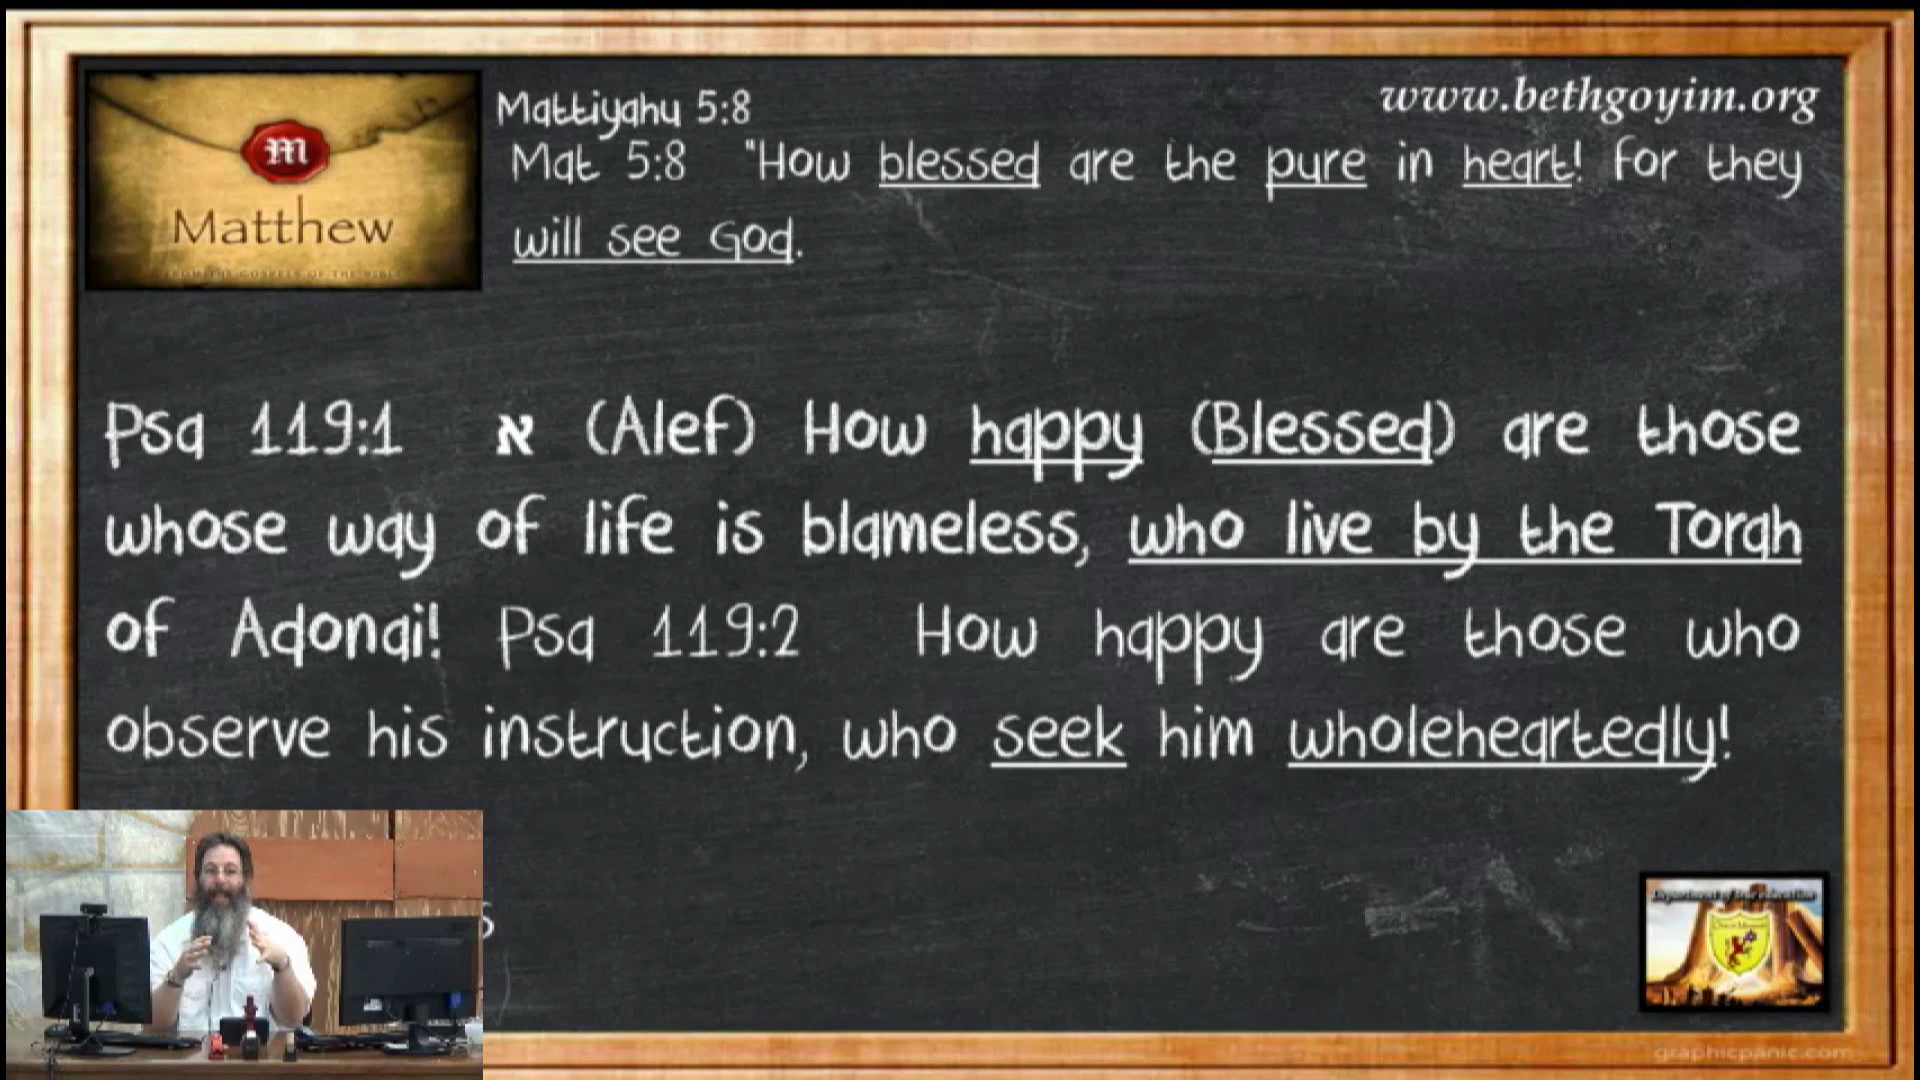 www.bethgoyim.org
Mattiyahu 5:8
Mat 5:8 "How blessed are the pure in heart! for they
will see God.
M
Matthew
Psa 119:1 א (Alef) How happy (Blessed) are those
whose way of life is blameless, who live by the Torah
of Adonai! Psa 119:2 How happy are those who
observe his instruction, who seek him wholeheartedly!
graphicpanic.com